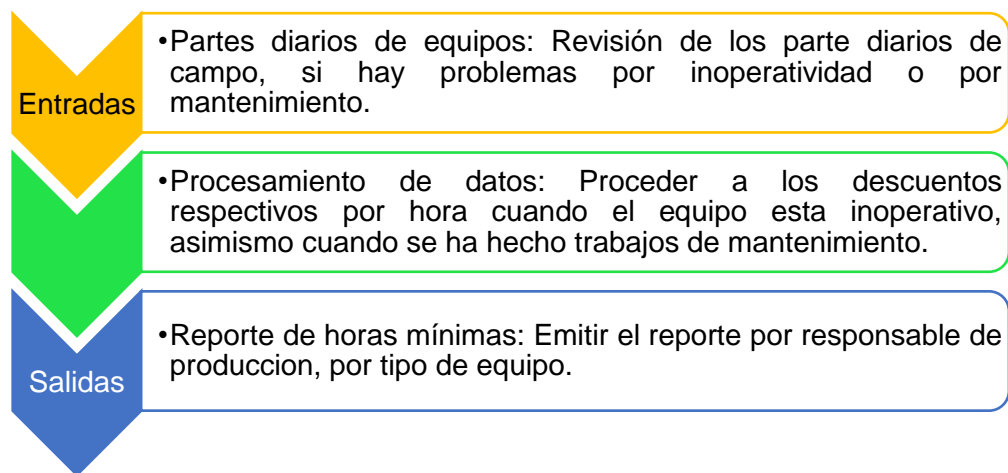 Entradas
•Partes diarios de equipos: Revisión de los parte diarios de
campo, si hay problemas por inoperatividad o por
mantenimiento.
•Procesamiento de datos: Proceder a los descuentos
respectivos por hora cuando el equipo esta inoperativo,
asimismo cuando se ha hecho trabajos de mantenimiento.
Salidas
•Reporte de horas mínimas: Emitir el reporte por responsable de
produccion, por tipo de equipo.